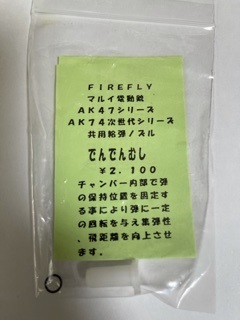 FIREFLY
マルイ電動銃
AK47シリーズ
AK74次世代シリーズ
共用給弾ノズル
でんでんむし
￥2,100
チャンバー内部で弾
の保持位置を固定す
る事により弾に一定
の回転を与え集弾性
、飛距離を向上させ
ます。